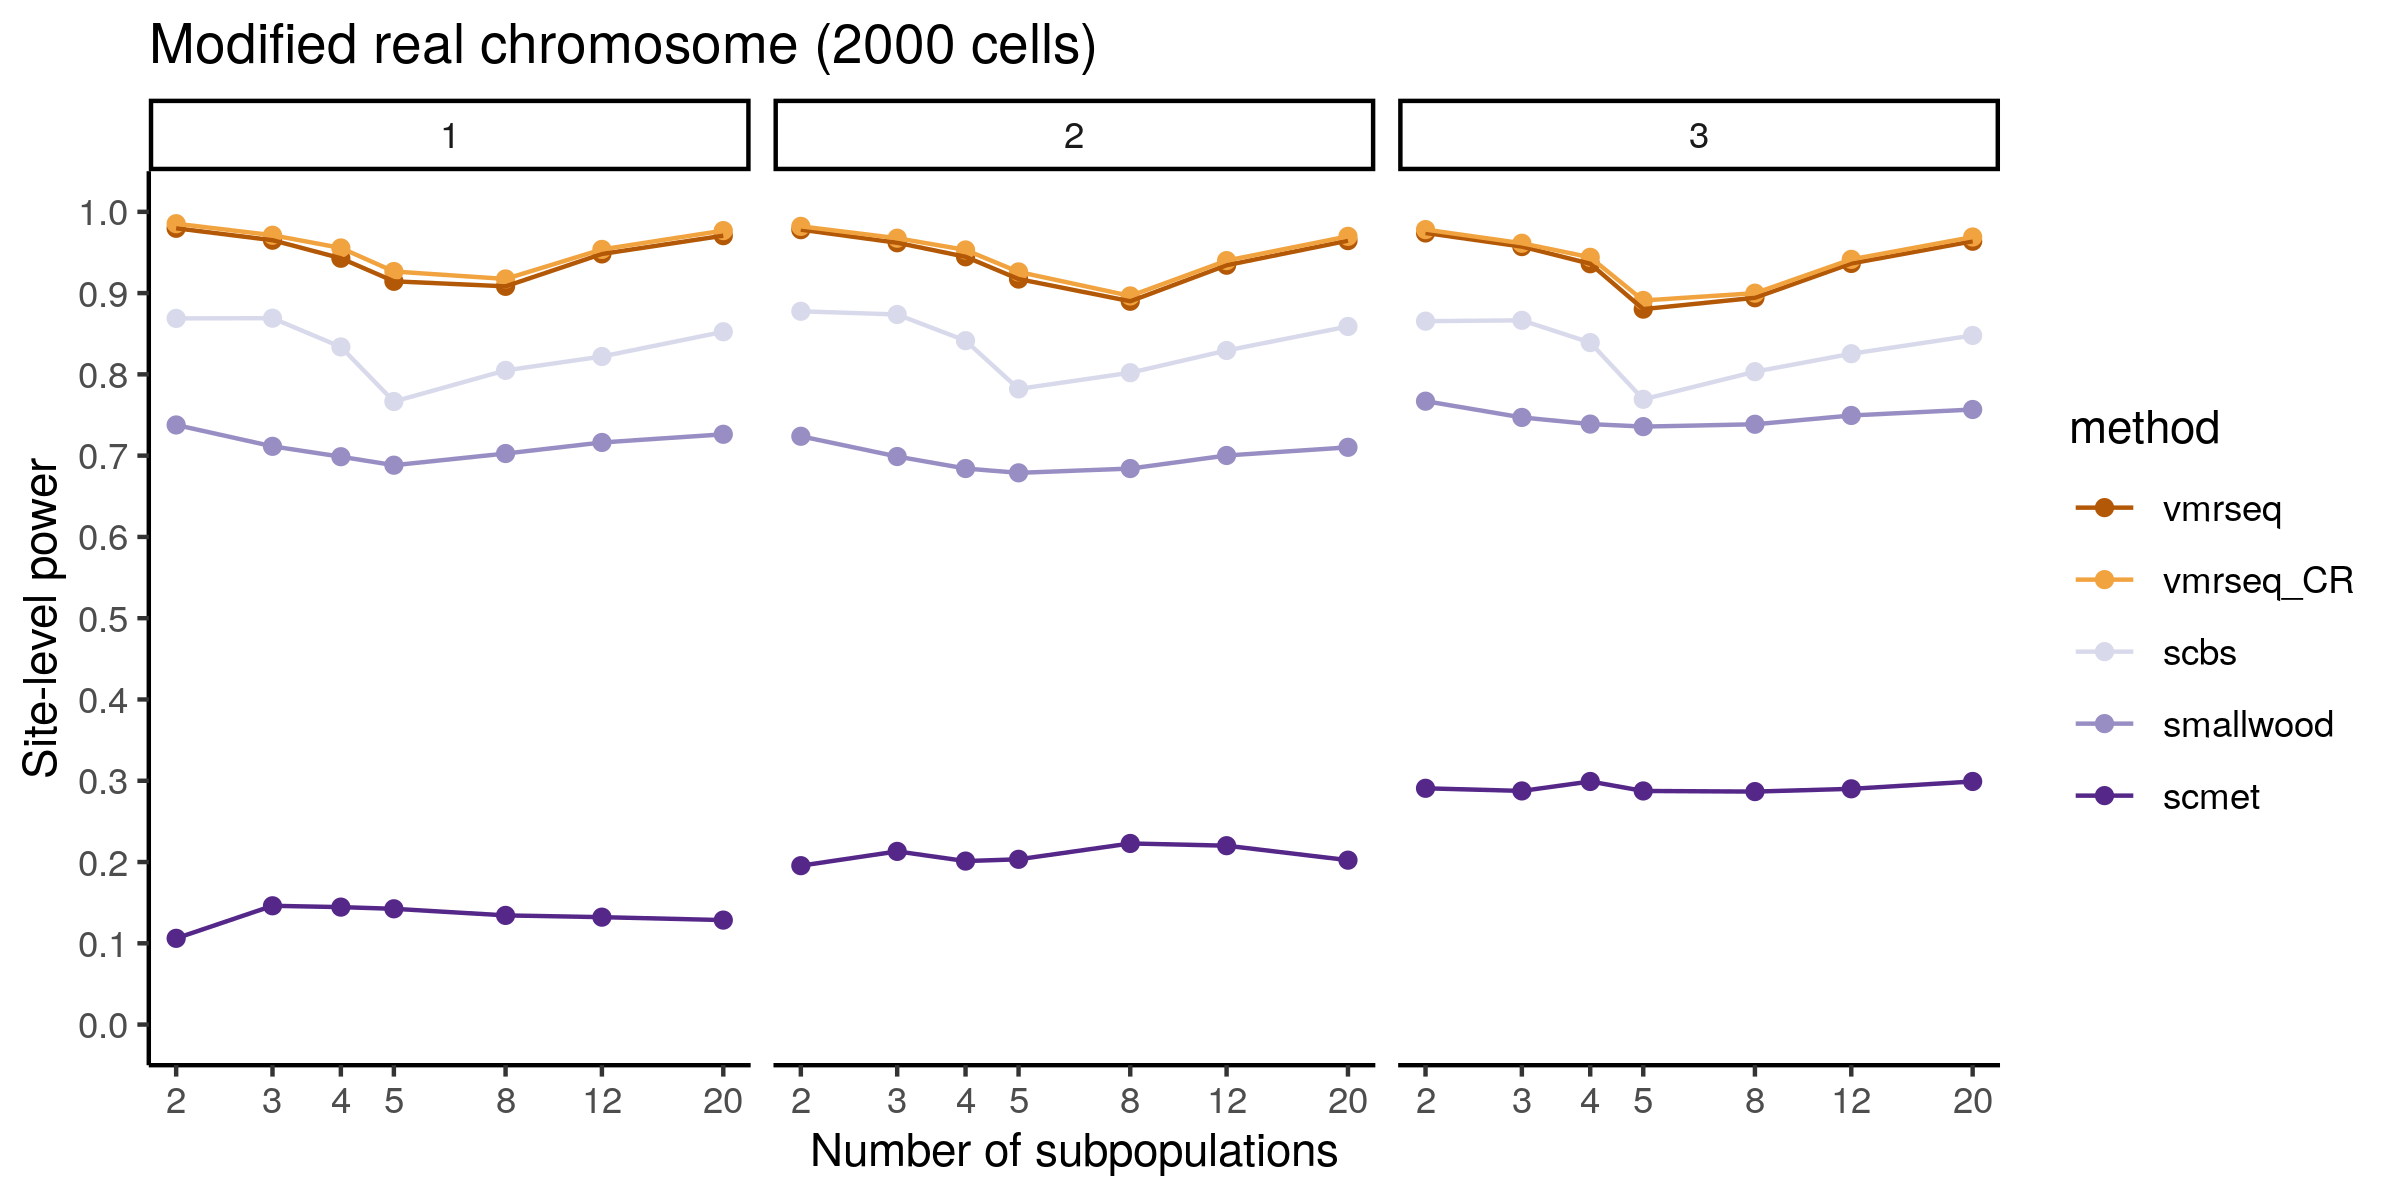 Modified real chromosome (2000 cells)
1 2 3
Site-level power
1.0
0.9
0.8
0.7
0.6
0.5
0.4
0.3
0.2
0.1
0.0
2 3 4 5 8 12 20 2 3 4 5 8 12 20 2 3 4 5 8 12 20
Number of subpopulations
method
vmrseq
vmrseq_CR
scbs
smallwood
scmet